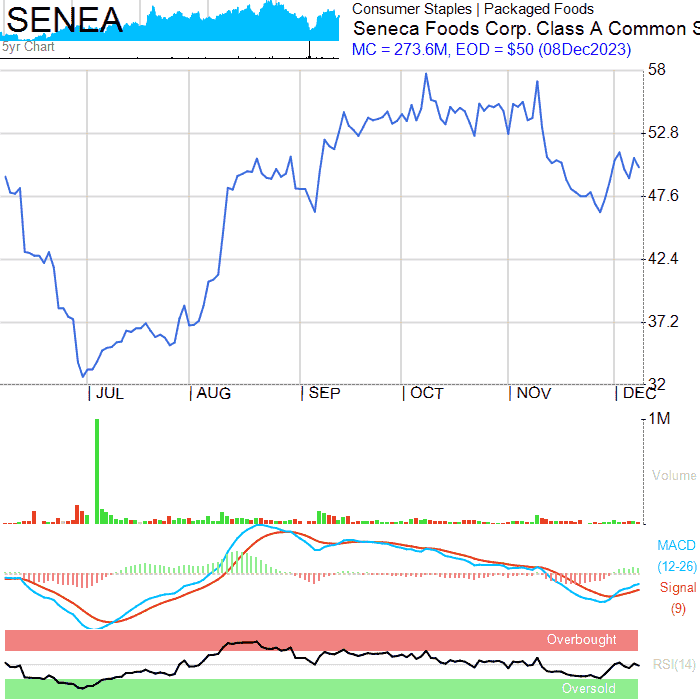 SENEA
5yr Chart
Consumer Staples | Packaged Foods
Seneca Foods Corp. Class A Common S
MC = 273.6M, EOD = $50 (08Dec2023)
58
52.8
47.6
42.4
37.2
32
JUL AUG SEP OCT NOV DEC
1M
Volume
MACD
(12-26)
Signal
(9)
Overbought
RSI(14)
Oversold